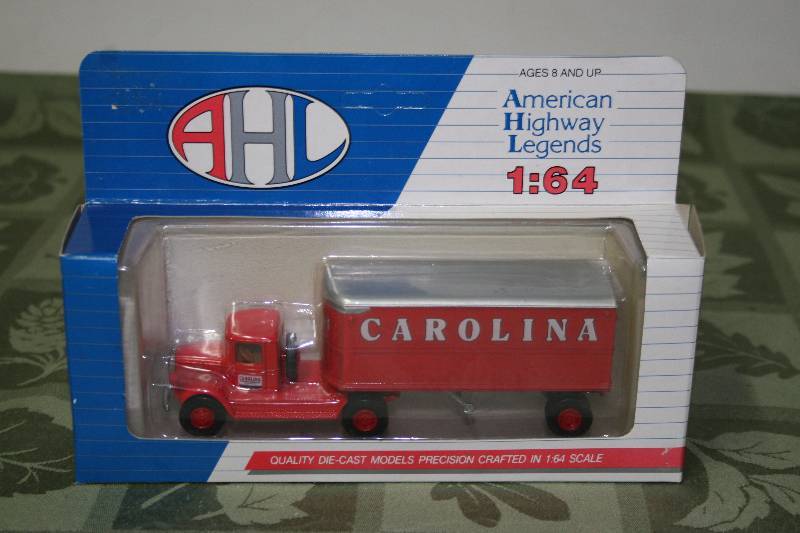 AHL
AGES 8 AND UP
American
Highway
Legends
1:64
CAROLINA
CAROLINA
QUALITY DIE-CAST MODELS PRECISION CRAFTED IN 1:64 SCALE